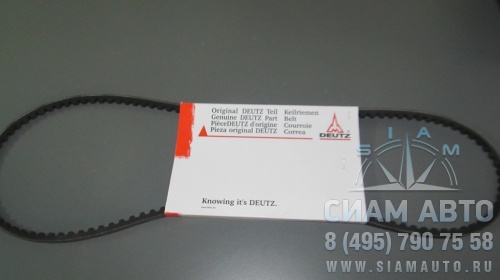 Original DEUTZ Teil Keilriemen
Genuine DEUTZ Part Belt
PièceDEUTZ d'origine Courroie
Pieza original DEUTZ Correa
DEUTZ
Knowing it's DEUTZ.
SIAM
СИАМ АВТО
8 (495) 790 75 58
WWW.SIAMAUTO.RU